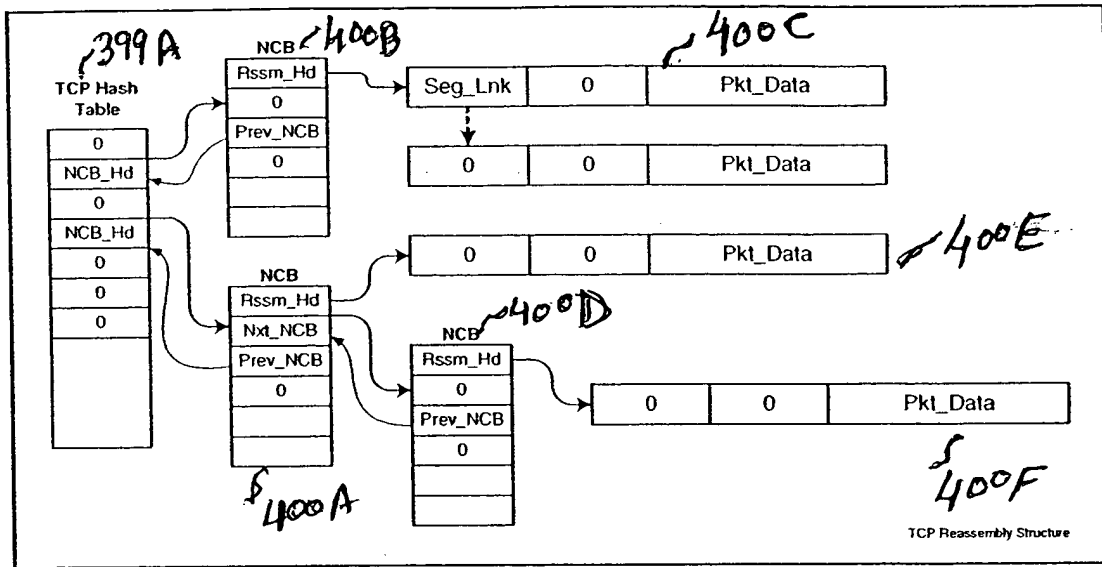 399A
TCP Hash
Table
0
NCB_Hd
0
NCB_Hd
0
0
0
NCB
400B
Rssm_Hd
0
Prev_NCB
0
Seg_Lnk 0 Pkt_Data
400C
0 0 Pkt_Data
0 0 Pkt_Data
400E
NCB
Rssm_Hd
Nxt_NCB
Prev_NCB
0
400A
NCB
400D
Rssm_Hd
0
Prev_NCB
0
0 0 Pkt_Data
400F
TCP Reassembly Structure